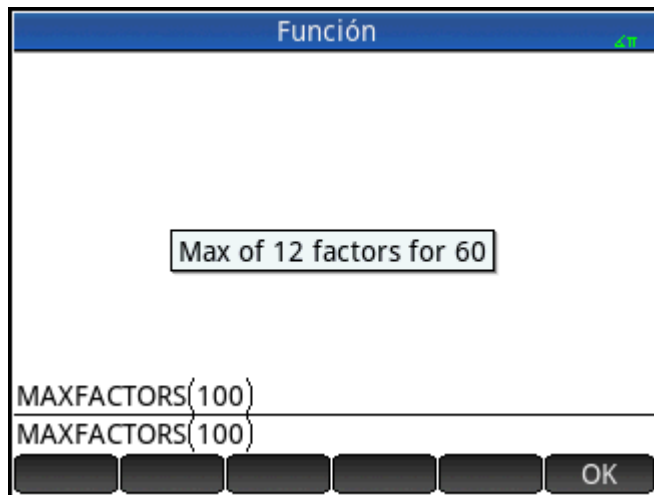 Función
∡π
Max of 12 factors for 60
MAXFACTORS(100)
MAXFACTORS(100)
OK